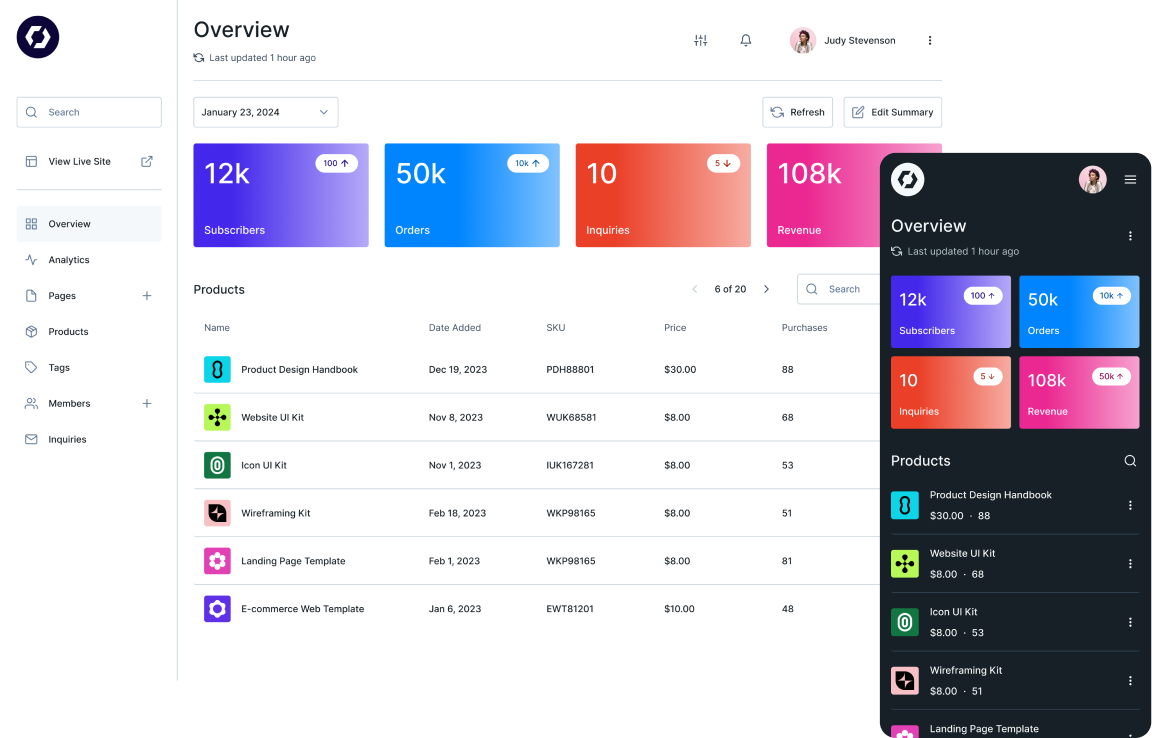 Overview
Last updated 1 hour ago
Judy Stevenson
Search
View Live Site
Overview
Analytics
Pages
Products
Tags
Members
Inquiries
January 23, 2024
Refresh
Edit Summary
12k
100 ↑
Subscribers
50k
10k ↑
Orders
10
5 ↓
Inquiries
108k
Revenue
Products
6 of 20
Search
Name Date Added SKU Price Purchases
Product Design Handbook Dec 19, 2023 PDH88801 $30.00 88
Website UI Kit Nov 8, 2023 WUK68581 $8.00 68
Icon UI Kit Nov 1, 2023 IUK167281 $8.00 53
Wireframing Kit Feb 18, 2023 WKP98165 $8.00 51
Landing Page Template Feb 1, 2023 WKP98165 $8.00 81
E-commerce Web Template Jan 6, 2023 EWT81201 $10.00 48
Overview
Last updated 1 hour ago
12k
100 ↑
Subscribers
50k
10k ↑
Orders
10
5 ↓
Inquiries
108k
50k ↑
Revenue
Products
Product Design Handbook
$30.00 · 88
Website UI Kit
$8.00 · 68
Icon UI Kit
$8.00 · 53
Wireframing Kit
$8.00 · 51
Landing Page Template